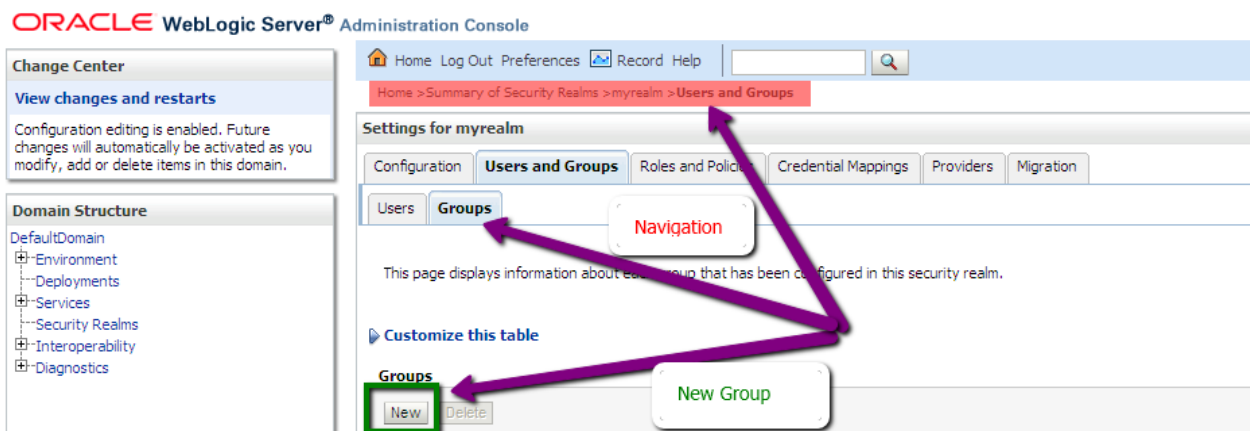 ORACLE WebLogic Server® Administration Console
Change Center
View changes and restarts
Configuration editing is enabled. Future
changes will automatically be activated as you
modify, add or delete items in this domain.
Domain Structure
DefaultDomain
Environment
Deployments
Services
Security Realms
Interoperability
Diagnostics
Home Log Out Preferences Record Help
Home >Summary of Security Realms >myrealm >Users and Groups
Settings for myrealm
Configuration Users and Groups Roles and Policies Credential Mappings Providers Migration
Users Groups
Navigation
This page displays information about each group that has been configured in this security realm.
Customize this table
Groups
New Group
New Delete